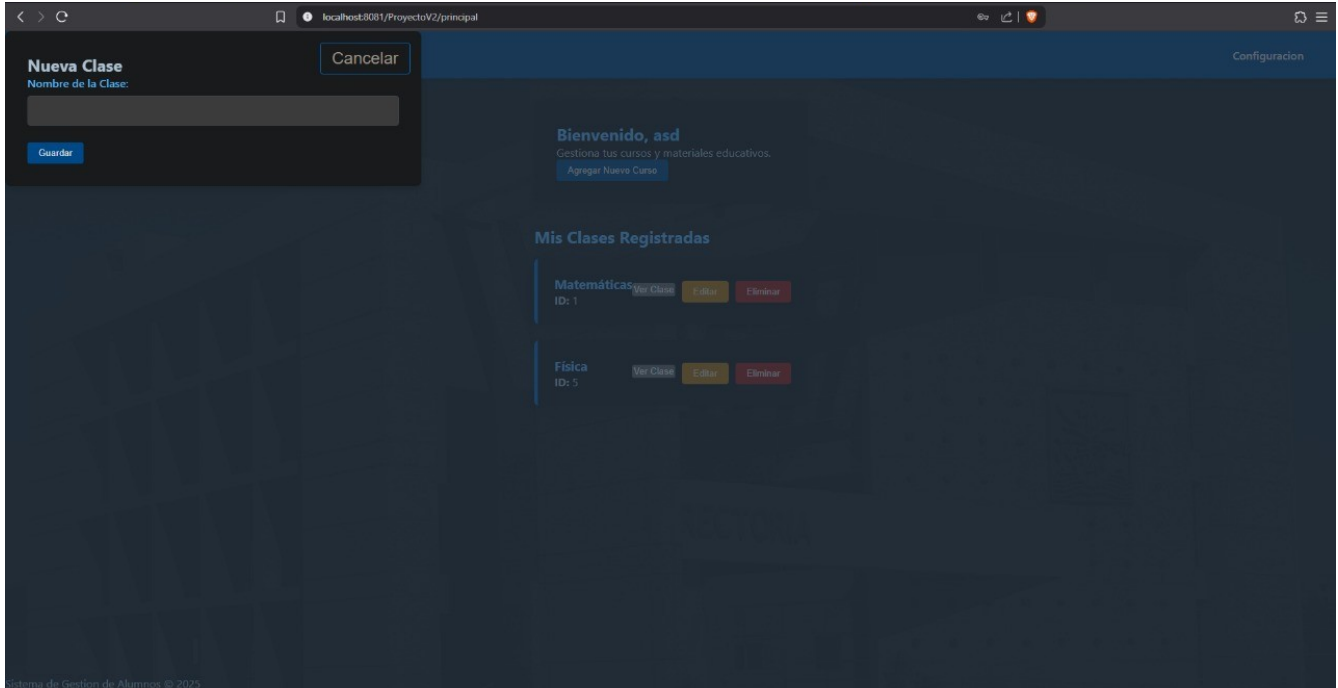 localhost:8081/ProyectoV2/principal
Nueva Clase
Cancelar
Nombre de la Clase:
Guardar
Configuracion
Bienvenido, asd
Gestiona tus cursos y materiales educativos.
Agregar Nuevo Curso
Mis Clases Registradas
Matemáticas Ver Clase Editar Eliminar
ID: 1
Física Ver Clase Editar Eliminar
ID: 5
Sistema de Gestion de Alumnos © 2025